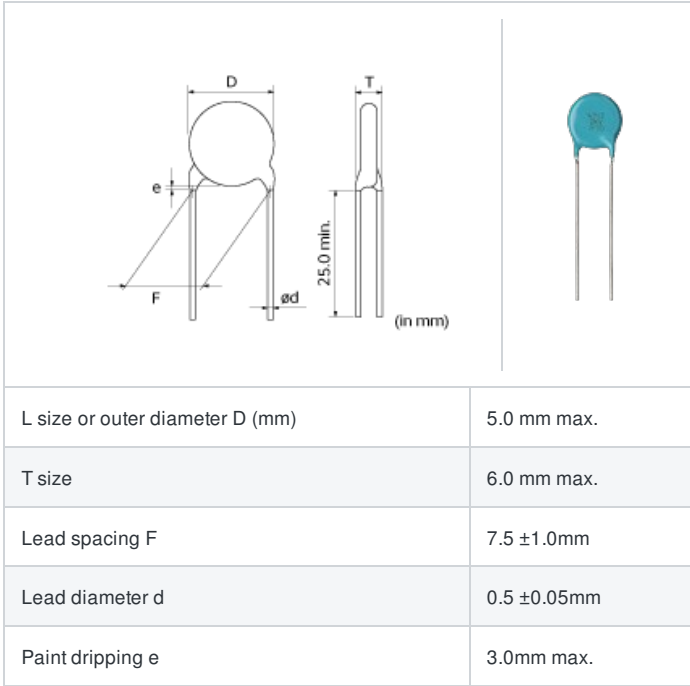 D
T
e
25.0 min.
F
ød
(in mm)
L size or outer diameter D (mm) 5.0 mm max.
T size 6.0 mm max.
Lead spacing F 7.5 ±1.0mm
Lead diameter d 0.5 ±0.05mm
Paint dripping e 3.0mm max.